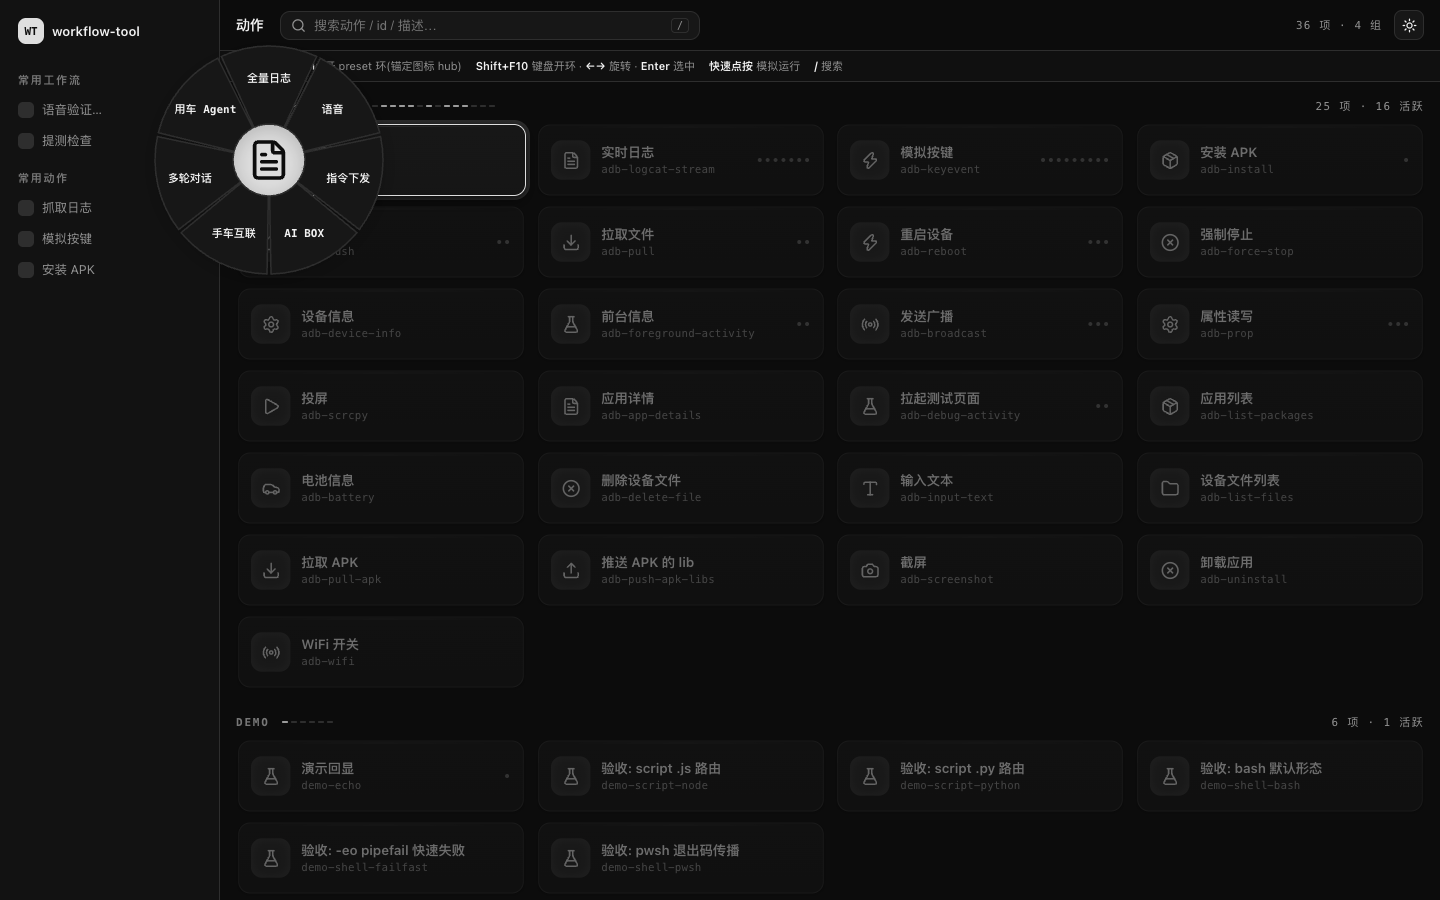 WT workflow-tool
常用工作流
语音验证...
提测检查
常用动作
抓取日志
模拟按键
安装 APK
动作
搜索动作 / id / 描述...
/
36 项 · 4 组
preset 环(锚定图标 hub) Shift+F10 键盘开环 · ←→ 旋转 · Enter 选中 快速点按 模拟运行 / 搜索
全量日志
用车 Agent
语音
多轮对话
指令下发
手车互联
AI BOX
25 项 · 16 活跃
实时日志
adb-logcat-stream
模拟按键
adb-keyevent
安装 APK
adb-install
拉取文件
adb-pull
重启设备
adb-reboot
强制停止
adb-force-stop
设备信息
adb-device-info
前台信息
adb-foreground-activity
发送广播
adb-broadcast
属性读写
adb-prop
投屏
adb-scrcpy
应用详情
adb-app-details
拉起测试页面
adb-debug-activity
应用列表
adb-list-packages
电池信息
adb-battery
删除设备文件
adb-delete-file
输入文本
adb-input-text
设备文件列表
adb-list-files
拉取 APK
adb-pull-apk
推送 APK 的 lib
adb-push-apk-libs
截屏
adb-screenshot
卸载应用
adb-uninstall
WiFi 开关
adb-wifi
DEMO
6 项 · 1 活跃
演示回显
demo-echo
验收: script .js 路由
demo-script-node
验收: script .py 路由
demo-script-python
验收: bash 默认形态
demo-shell-bash
验收: -eo pipefail 快速失败
demo-shell-failfast
验收: pwsh 退出码传播
demo-shell-pwsh